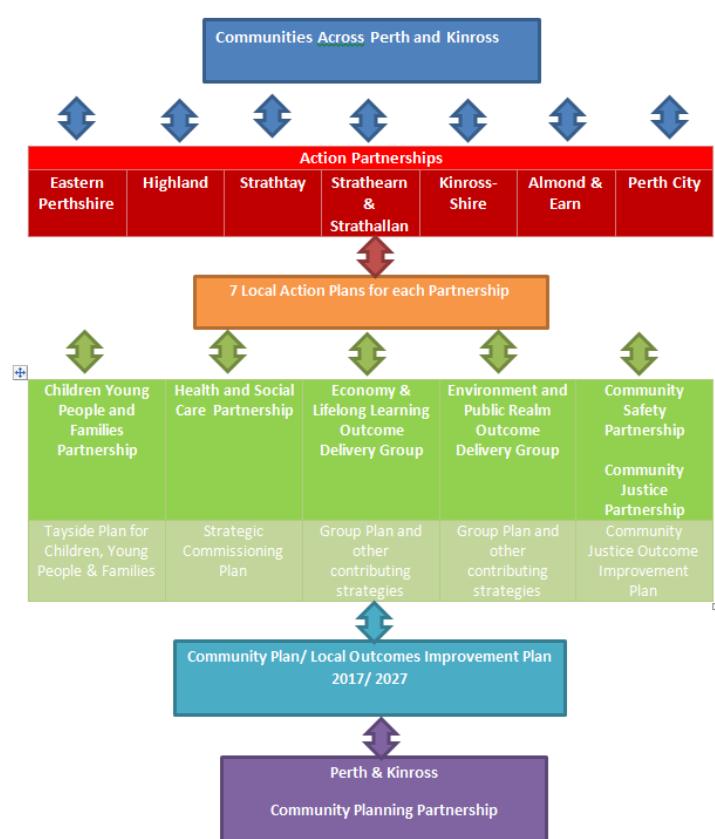 Communities Across Perth and Kinross
Action Partnerships
Eastern
Perthshire
Highland
Strathtay
Strathearn
&
Strathallan
Kinross-
Shire
Almond &
Earn
Perth City
7 Local Action Plans for each Partnership
Children Young
People and
Families
Partnership
Health and Social
Care Partnership
Economy &
Lifelong Learning
Outcome
Delivery Group
Environment and
Public Realm
Outcome
Delivery Group
Community
Safety
Partnership
Community
Justice
Partnership
Tayside Plan for
Children, Young
People & Families
Strategic
Commissioning
Plan
Group Plan and
other
contributing
strategies
Group Plan and
other
contributing
strategies
Community
Justice Outcome
Improvement
Plan
Community Plan/ Local Outcomes Improvement Plan
2017/ 2027
Perth & Kinross
Community Planning Partnership